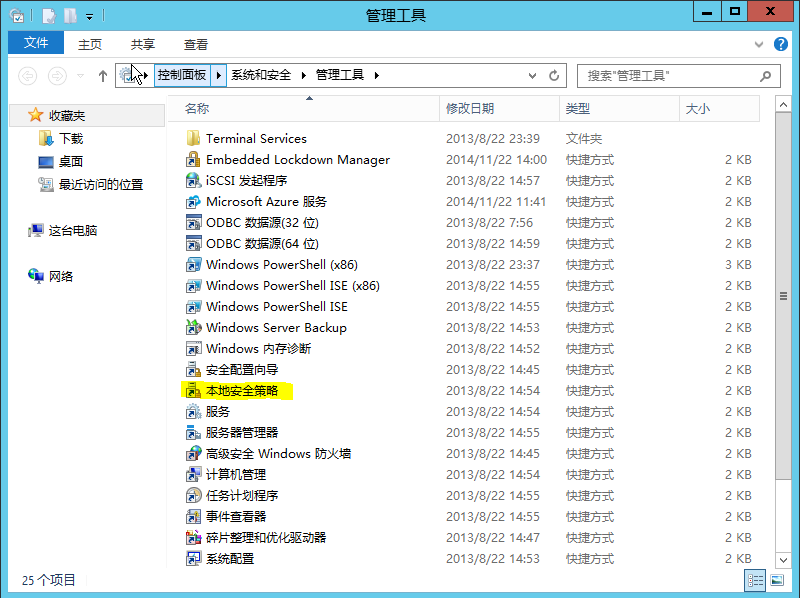 管理工具
文件 主页 共享 查看
控制面板 系统和安全 管理工具 搜索"管理工具"
收藏夹
下载
桌面
最近访问的位置
这台电脑
网络
名称 修改日期 类型 大小
Terminal Services 2013/8/22 23:39 文件夹
Embedded Lockdown Manager 2014/11/22 14:00 快捷方式 2 KB
iSCSI 发起程序 2013/8/22 14:57 快捷方式 2 KB
Microsoft Azure 服务 2014/11/22 11:41 快捷方式 2 KB
ODBC 数据源(32 位) 2013/8/22 7:56 快捷方式 2 KB
ODBC 数据源(64 位) 2013/8/22 14:59 快捷方式 2 KB
Windows PowerShell (x86) 2013/8/22 23:37 快捷方式 3 KB
Windows PowerShell ISE (x86) 2013/8/22 14:55 快捷方式 2 KB
Windows PowerShell ISE 2013/8/22 14:55 快捷方式 2 KB
Windows Server Backup 2013/8/22 14:53 快捷方式 2 KB
Windows 内存诊断 2013/8/22 14:52 快捷方式 2 KB
安全配置向导 2013/8/22 14:45 快捷方式 2 KB
本地安全策略 2013/8/22 14:54 快捷方式 2 KB
服务 2013/8/22 14:54 快捷方式 2 KB
服务器管理器 2013/8/22 14:55 快捷方式 2 KB
高级安全 Windows 防火墙 2013/8/22 14:45 快捷方式 2 KB
计算机管理 2013/8/22 14:54 快捷方式 2 KB
任务计划程序 2013/8/22 14:55 快捷方式 2 KB
事件查看器 2013/8/22 14:55 快捷方式 2 KB
碎片整理和优化驱动器 2013/8/22 14:47 快捷方式 2 KB
系统配置 2013/8/22 14:53 快捷方式 2 KB
25 个项目